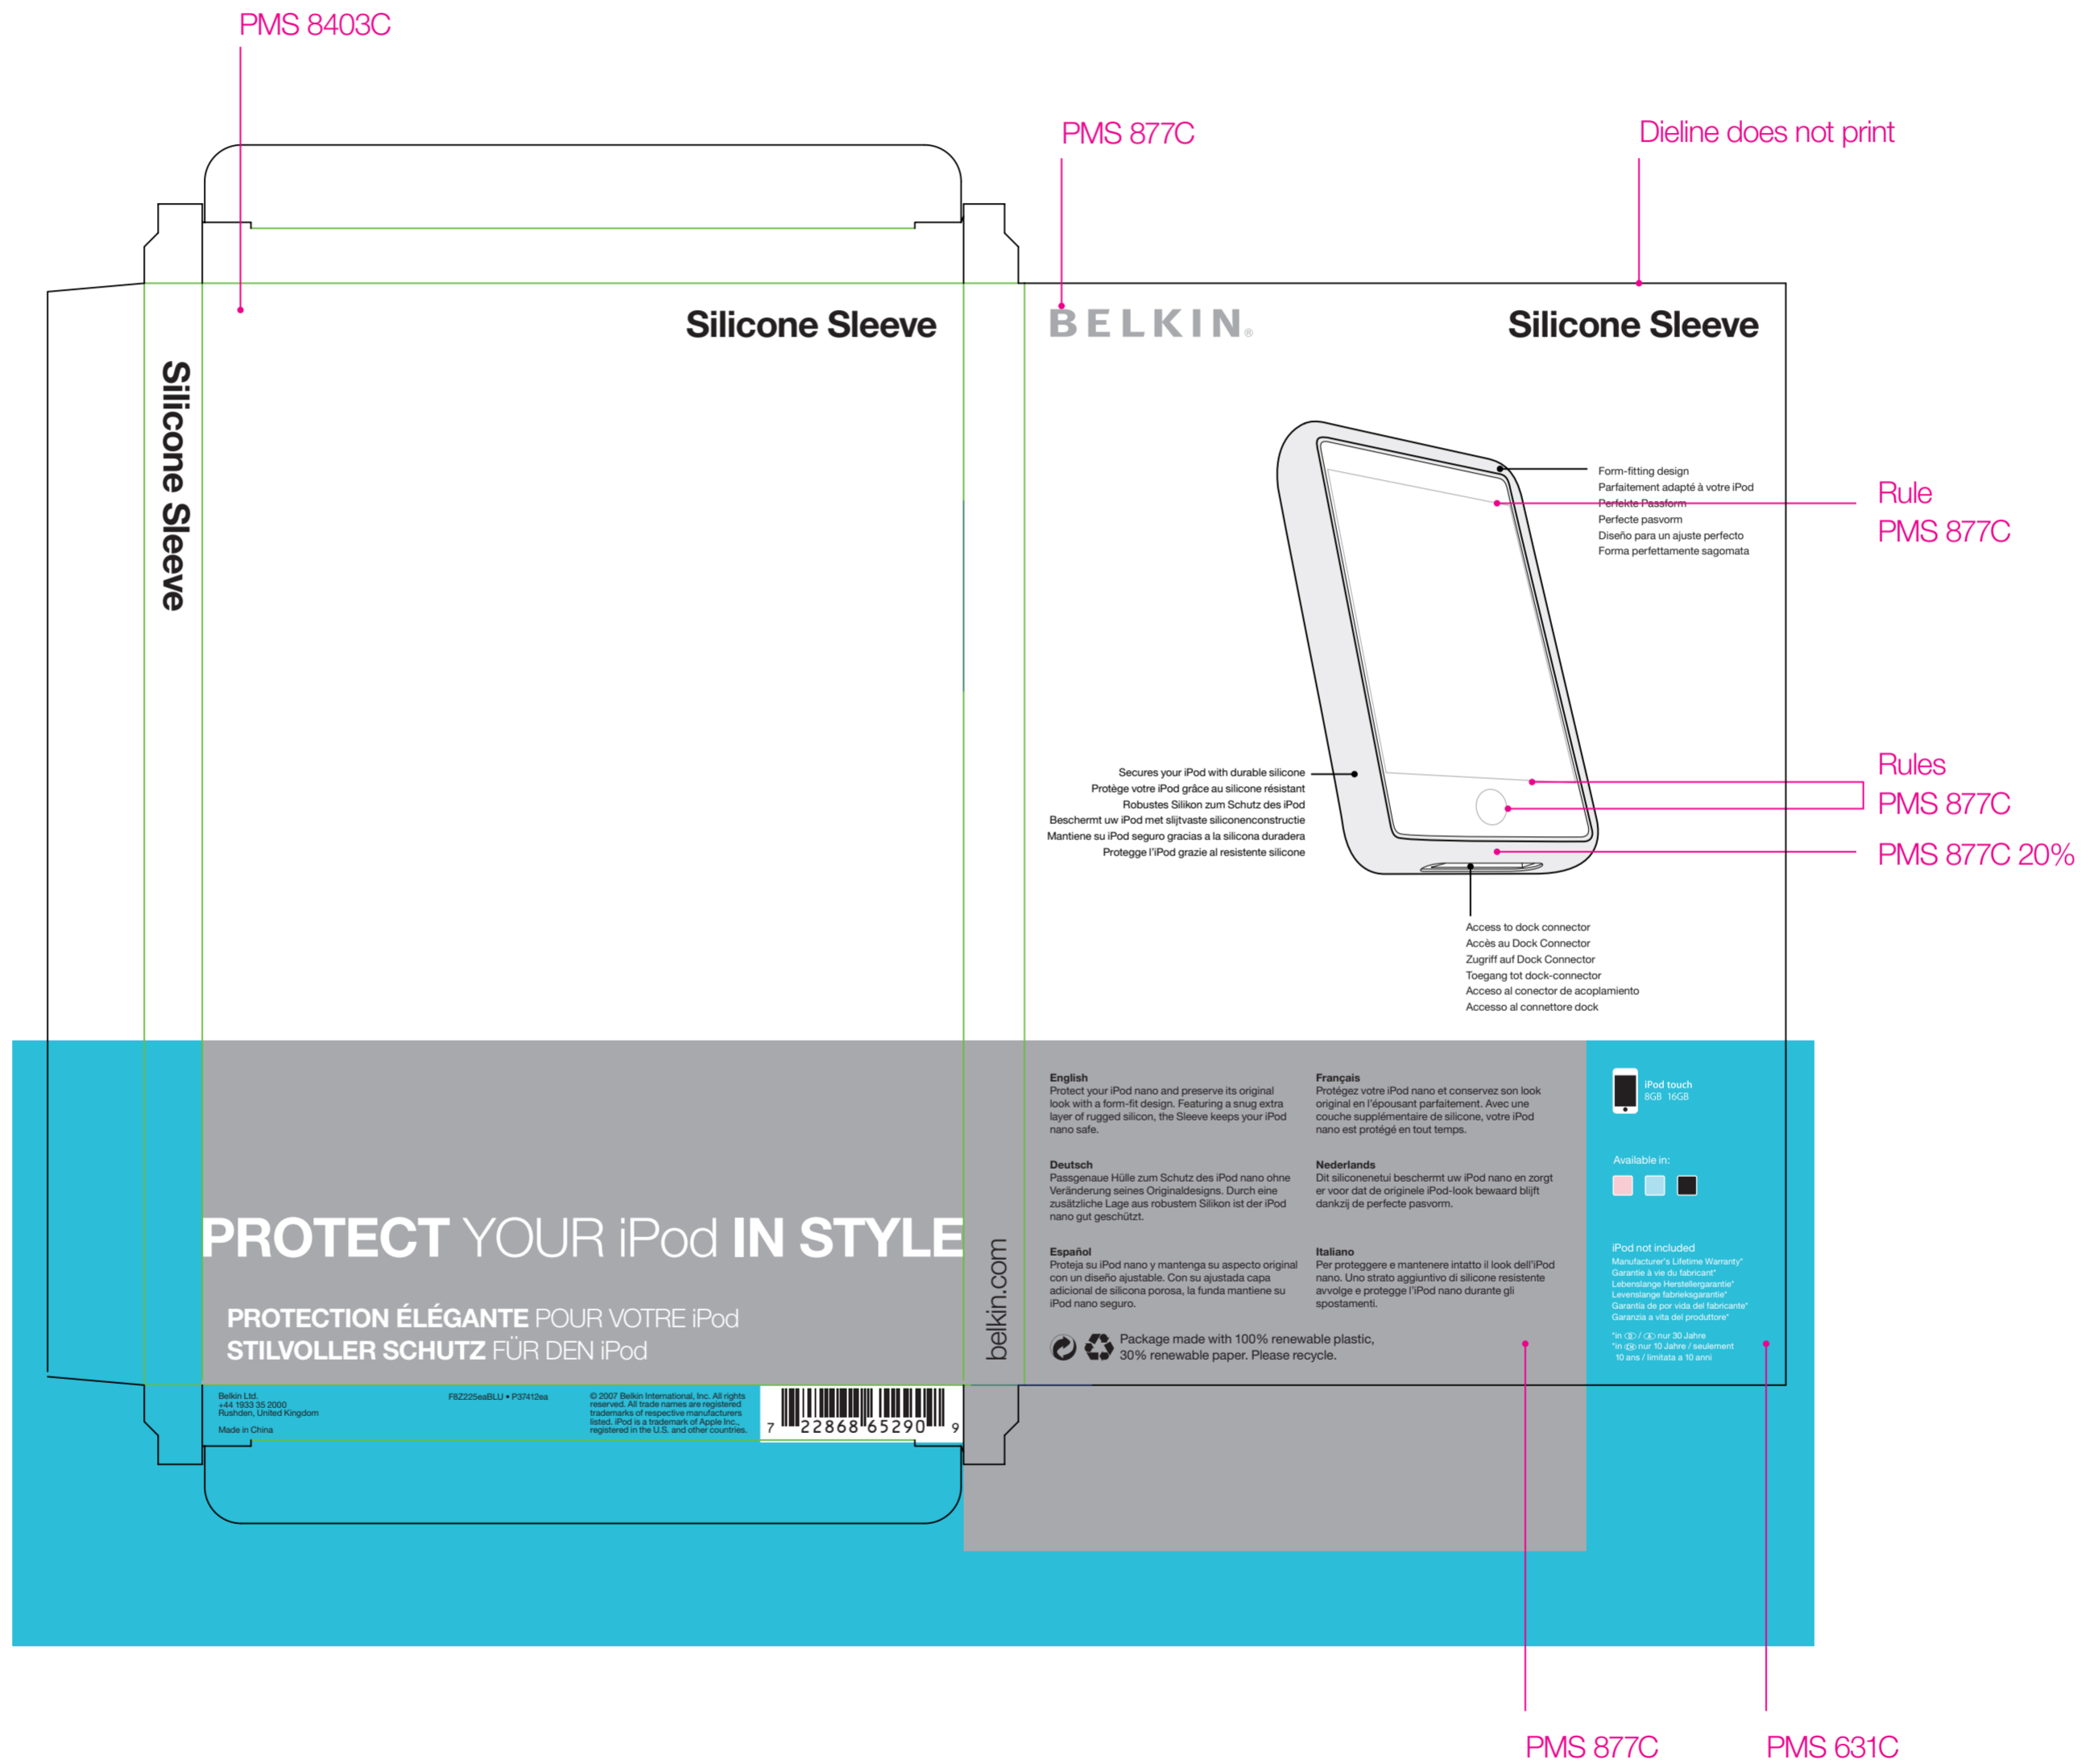 PMS 8403C
PMS 877C
Dieline does not print
Silicone Sleeve
Silicone Sleeve
BELKIN®
Silicone Sleeve
Form-fitting design
Parfaitement adapté à votre iPod
Perfekte Passform
Perfecte pasvorm
Diseño para un ajuste perfecto
Forma perfettamente sagomata
Rule
PMS 877C
Secures your iPod with durable silicone
Protège votre iPod grâce au silicone résistant
Robustes Silikon zum Schutz des iPod
Beschermt uw iPod met slijtvaste siliconenconstructie
Mantiene su iPod seguro gracias a la silicona duradera
Protegge l'iPod grazie al resistente silicone
Rules
PMS 877C
PMS 877C 20%
Access to dock connector
Accès au Dock Connector
Zugriff auf Dock Connector
Toegang tot dock-connector
Acceso al conector de acoplamiento
Accesso al connettore dock
PROTECT YOUR iPod IN STYLE
PROTECTION ÉLÉGANTE POUR VOTRE iPod
STILVOLLER SCHUTZ FÜR DEN iPod
belkin.com
English
Protect your iPod nano and preserve its original
look with a form-fit design. Featuring a snug extra
layer of rugged silicon, the Sleeve keeps your iPod
nano safe.
Français
Protégez votre iPod nano et conservez son look
original en l'épousant parfaitement. Avec une
couche supplémentaire de silicone, votre iPod
nano est protégé en tout temps.
Deutsch
Passgenaue Hülle zum Schutz des iPod nano ohne
Veränderung seines Originaldesigns. Durch eine
zusätzliche Lage aus robustem Silikon ist der iPod
nano gut geschützt.
Nederlands
Dit siliconenetui beschermt uw iPod nano en zorgt
er voor dat de originele iPod-look bewaard blijft
dankzij de perfecte pasvorm.
Español
Proteja su iPod nano y mantenga su aspecto original
con un diseño ajustable. Con su ajustada capa
adicional de silicona porosa, la funda mantiene su
iPod nano seguro.
Italiano
Per proteggere e mantenere intatto il look dell'iPod
nano. Uno strato aggiuntivo di silicone resistente
avvolge e protegge l'iPod nano durante gli
spostamenti.
Package made with 100% renewable plastic,
30% renewable paper. Please recycle.
iPod touch
8GB 16GB
Available in:
iPod not included
Manufacturer's Lifetime Warranty*
Garantie à vie du fabricant*
Lebenslange Herstellergarantie*
Levenslange fabrieksgarantie*
Garantía de por vida del fabricante*
Garanzia a vita del produttore*
*in D / A nur 30 Jahre
*in CH nur 10 Jahre / seulement
10 ans / limitata a 10 anni
Belkin Ltd.
+44 1933 35 2000
Rushden, United Kingdom
Made in China
F8Z225eaBLU • P37412ea
© 2007 Belkin International, Inc. All rights
reserved. All trade names are registered
trademarks of respective manufacturers
listed. iPod is a trademark of Apple Inc.,
registered in the U.S. and other countries.
7 22868 65290 9
PMS 877C
PMS 631C